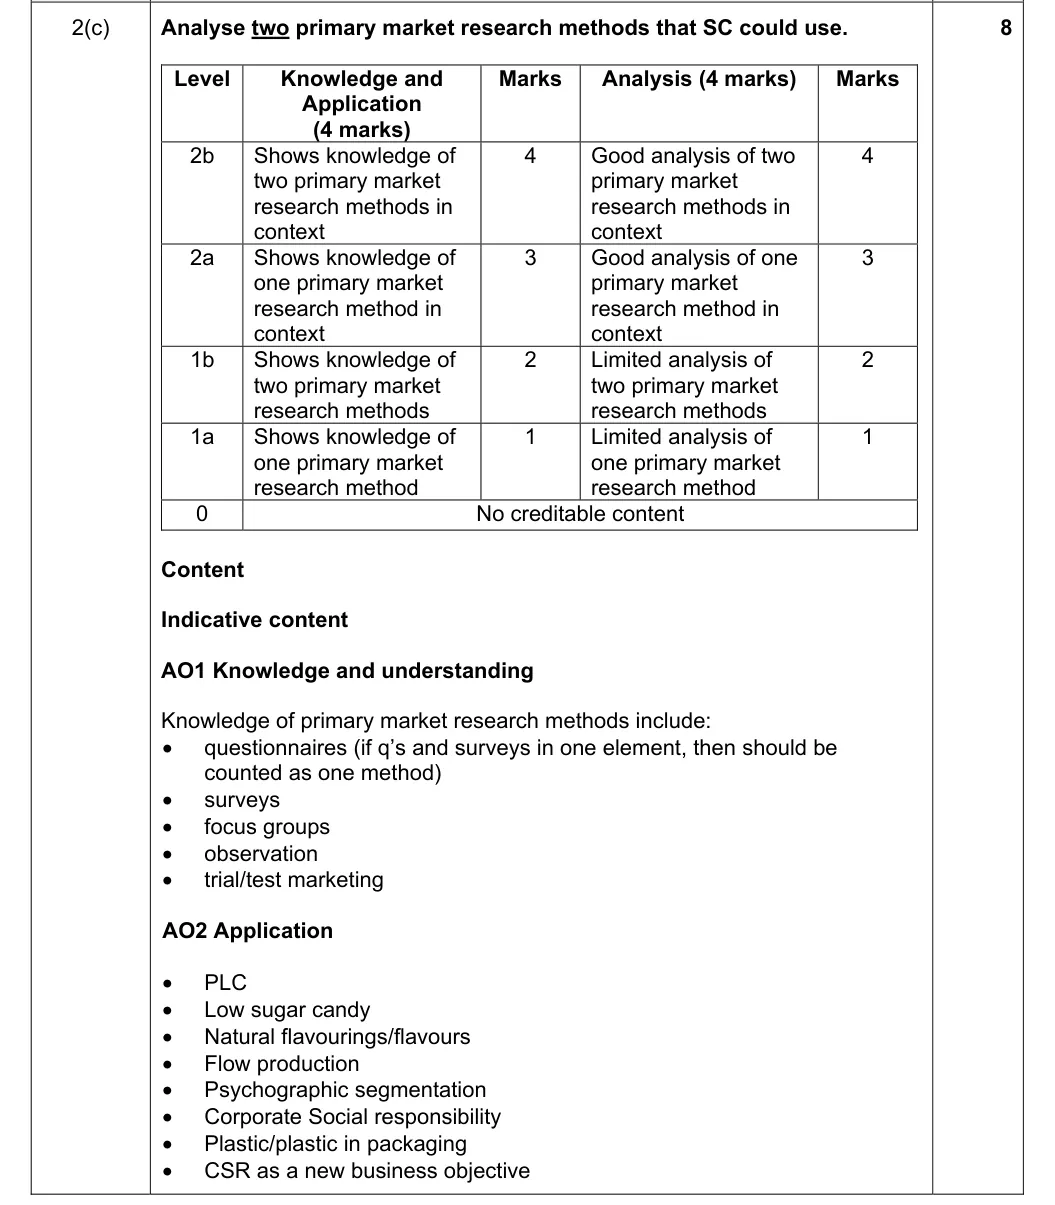 2(c) Analyse two primary market research methods that SC could use. 8
Level Knowledge and Marks Analysis (4 marks) Marks
Application
(4 marks)
2b Shows knowledge of 4 Good analysis of two 4
two primary market primary market
research methods in research methods in
context context
2a Shows knowledge of 3 Good analysis of one 3
one primary market primary market
research method in research method in
context context
1b Shows knowledge of 2 Limited analysis of 2
two primary market two primary market
research methods research methods
1a Shows knowledge of 1 Limited analysis of 1
one primary market one primary market
research method research method
0 No creditable content
Content
Indicative content
AO1 Knowledge and understanding
Knowledge of primary market research methods include:
• questionnaires (if q's and surveys in one element, then should be
counted as one method)
• surveys
• focus groups
• observation
• trial/test marketing
AO2 Application
• PLC
• Low sugar candy
• Natural flavourings/flavours
• Flow production
• Psychographic segmentation
• Corporate Social responsibility
• Plastic/plastic in packaging
• CSR as a new business objective